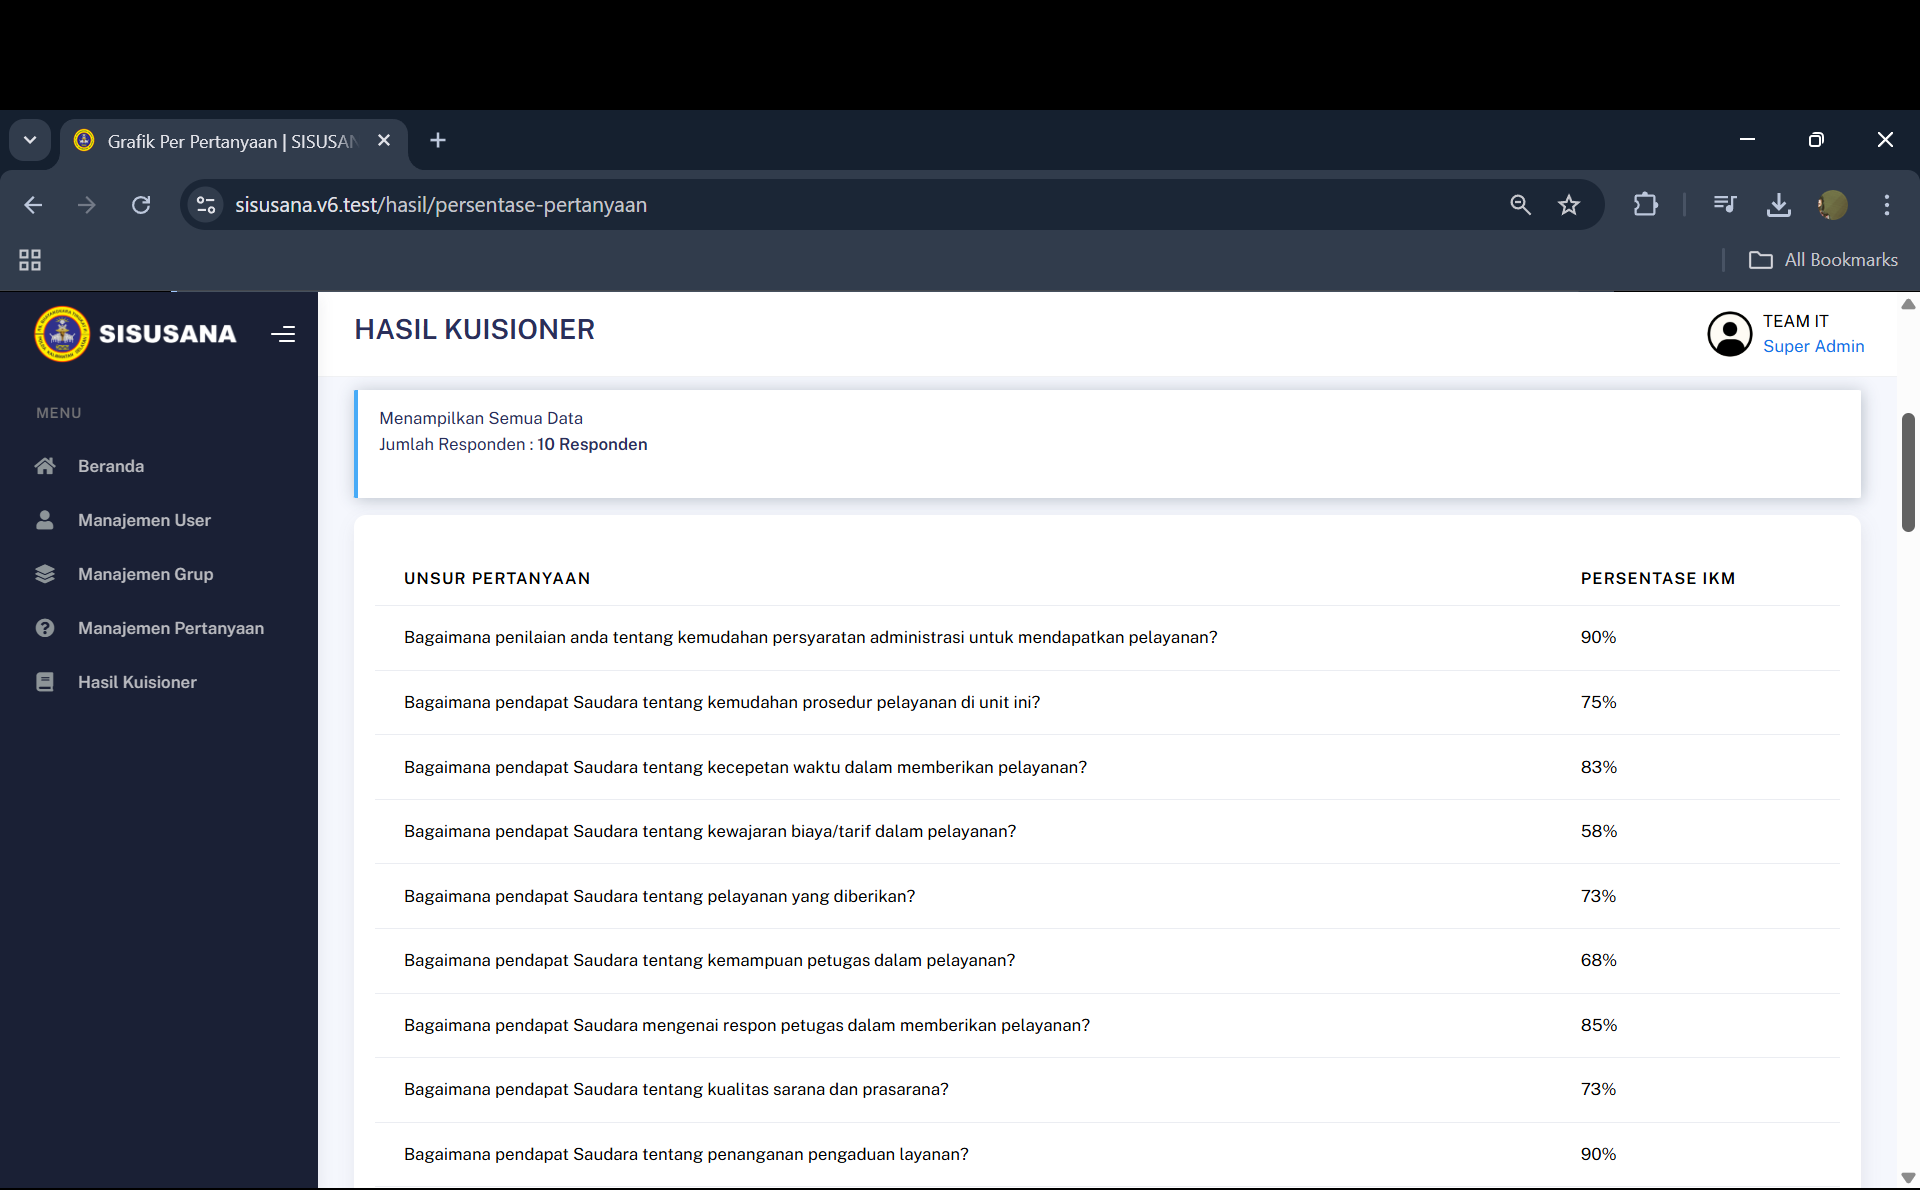 Grafik Per Pertanyaan | SISUSAN
sisusana.v6.test/hasil/persentase-pertanyaan
All Bookmarks
SISUSANA
HASIL KUISIONER
TEAM IT
Super Admin
MENU
Beranda
Manajemen User
Manajemen Grup
Manajemen Pertanyaan
Hasil Kuisioner
Menampilkan Semua Data
Jumlah Responden : 10 Responden
UNSUR PERTANYAAN PERSENTASE IKM
Bagaimana penilaian anda tentang kemudahan persyaratan administrasi untuk mendapatkan pelayanan? 90%
Bagaimana pendapat Saudara tentang kemudahan prosedur pelayanan di unit ini? 75%
Bagaimana pendapat Saudara tentang kecepetan waktu dalam memberikan pelayanan? 83%
Bagaimana pendapat Saudara tentang kewajaran biaya/tarif dalam pelayanan? 58%
Bagaimana pendapat Saudara tentang pelayanan yang diberikan? 73%
Bagaimana pendapat Saudara tentang kemampuan petugas dalam pelayanan? 68%
Bagaimana pendapat Saudara mengenai respon petugas dalam memberikan pelayanan? 85%
Bagaimana pendapat Saudara tentang kualitas sarana dan prasarana? 73%
Bagaimana pendapat Saudara tentang penanganan pengaduan layanan? 90%